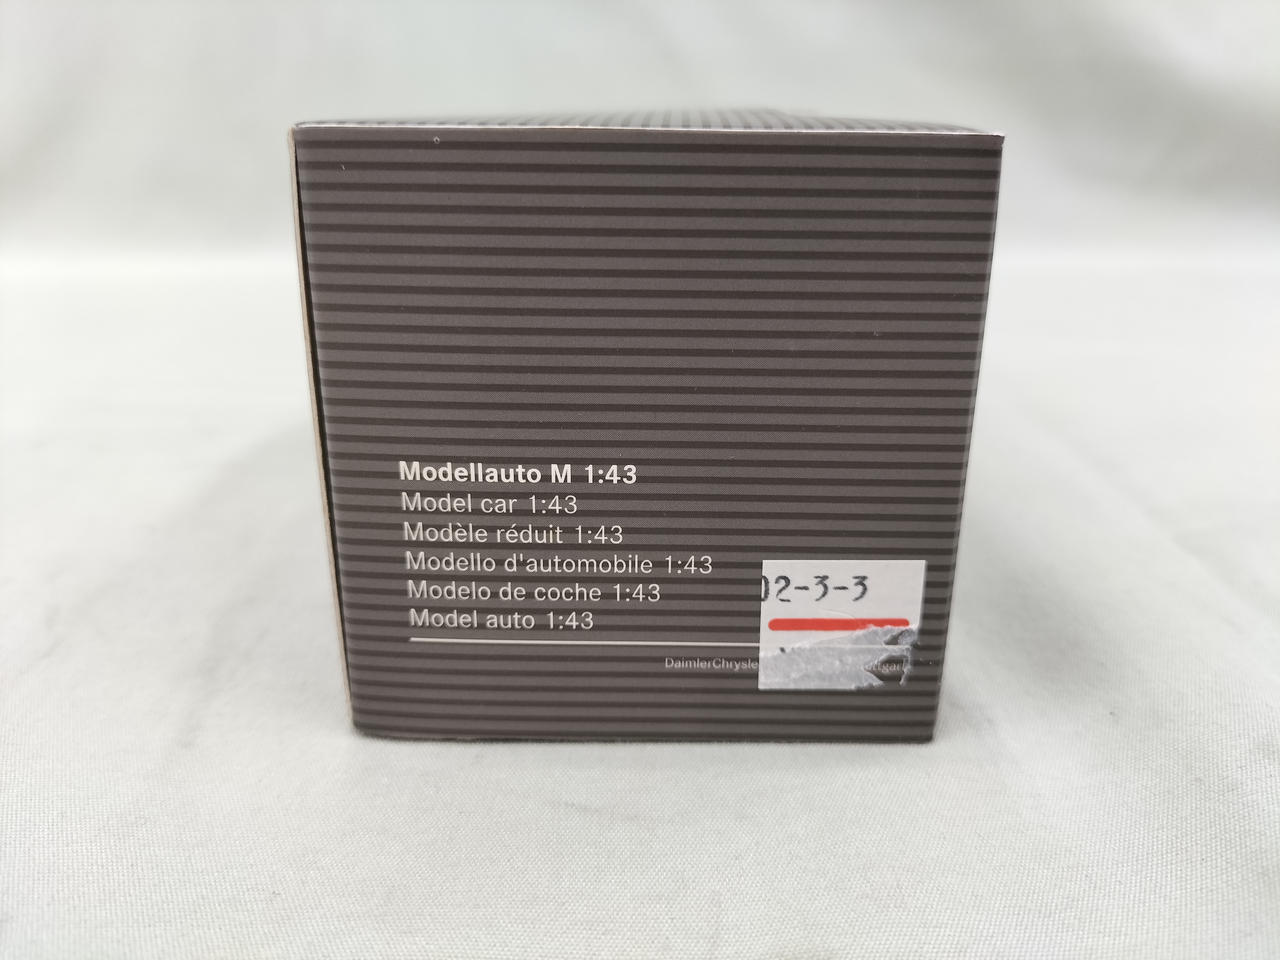 Modellauto M 1:43
Model car 1:43
Modèle réduit 1:43
Modello d'automobile 1:43
Modelo de coche 1:43
Model auto 1:43
2-3-3